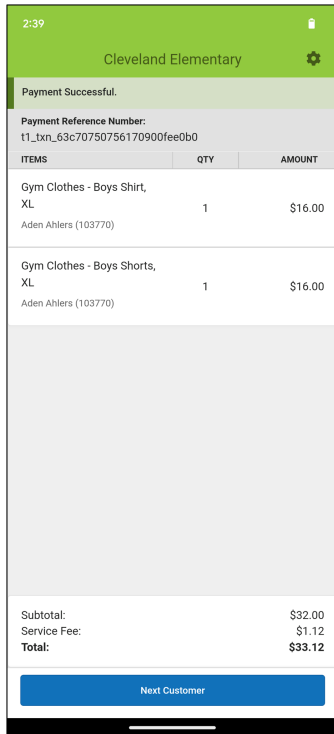 2:39
Cleveland Elementary
Payment Successful.
Payment Reference Number:
t1_txn_63c70750756170900fee0b0
ITEMS QTY AMOUNT
Gym Clothes - Boys Shirt,
XL
1 $16.00
Aden Ahlers (103770)
Gym Clothes - Boys Shorts,
XL
1 $16.00
Aden Ahlers (103770)
Subtotal: $32.00
Service Fee: $1.12
Total: $33.12
Next Customer